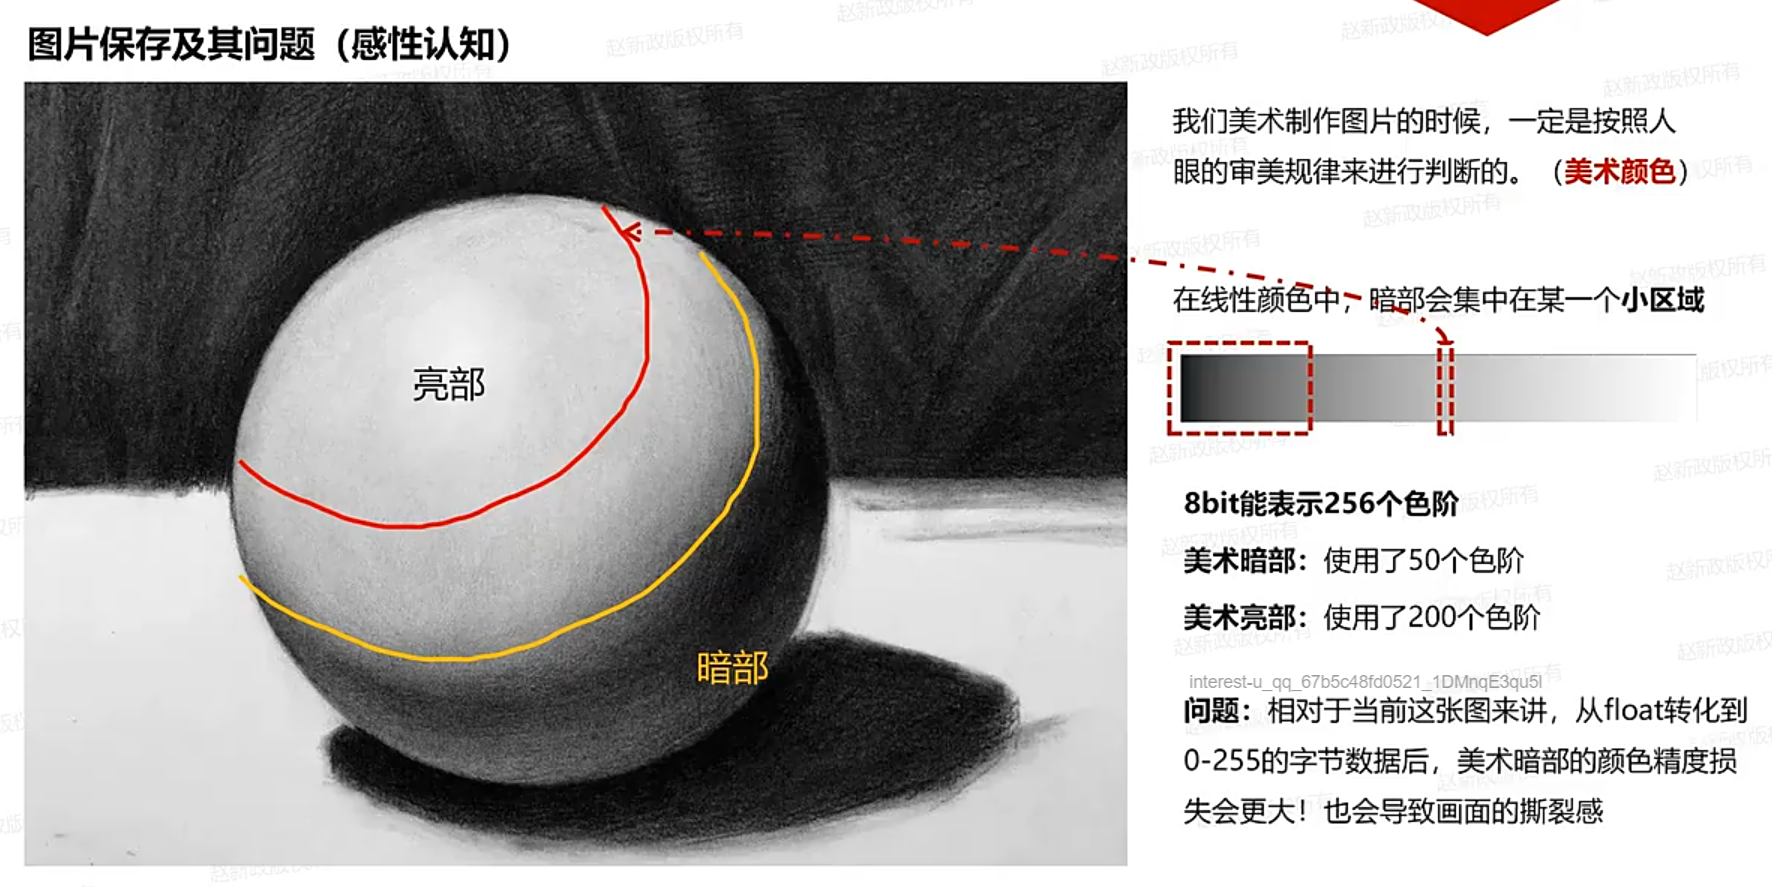 图片保存及其问题（感性认知）
我们美术制作图片的时候，一定是按照人
眼的审美规律来进行判断的。（美术颜色）
在线性颜色中，暗部会集中在某一个小区域
亮部
暗部
8bit能表示256个色阶
美术暗部：使用了50个色阶
美术亮部：使用了200个色阶
interest-u_qq_67b5c48fd0521_1DMnqE3qu5I
问题：相对于当前这张图来讲，从float转化到
0-255的字节数据后，美术暗部的颜色精度损
失会更大！也会导致画面的撕裂感
赵新政版权所有